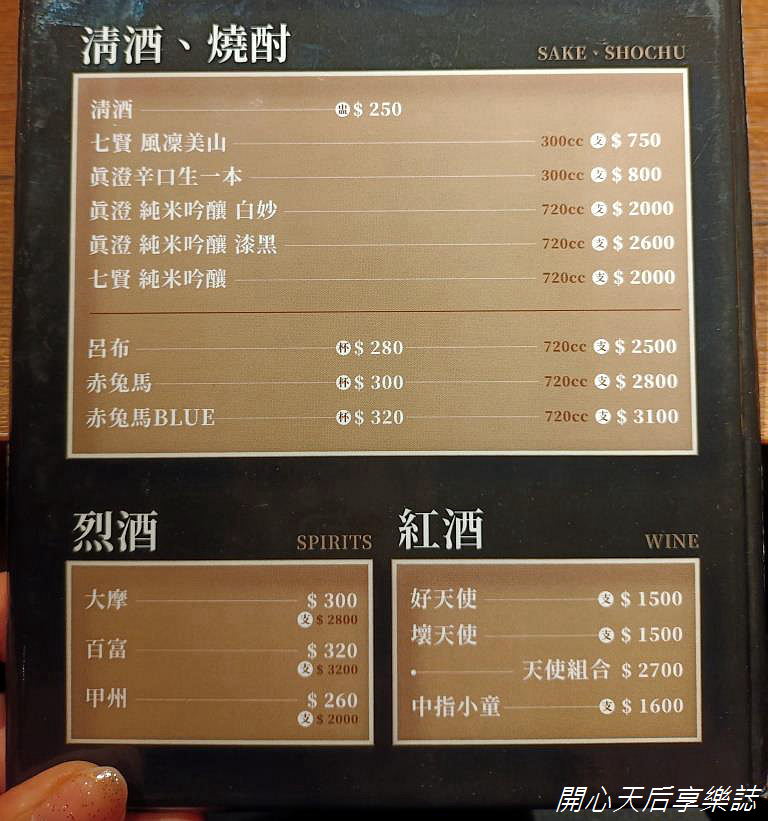 清酒、燒酎
SAKE、SHOCHU
清酒 盅 $ 250
七賢 風凜美山 300cc 支 $ 750
眞澄辛口生一本 300cc 支 $ 800
眞澄 純米吟釀 白妙 720cc 支 $ 2000
眞澄 純米吟釀 漆黑 720cc 支 $ 2600
七賢 純米吟釀 720cc 支 $ 2000
呂布 杯 $ 280 720cc 支 $ 2500
赤兔馬 杯 $ 300 720cc 支 $ 2800
赤兔馬BLUE 杯 $ 320 720cc 支 $ 3100
烈酒 SPIRITS
大摩 $ 300
支 $ 2800
百富 $ 320
支 $ 3200
甲州 $ 260
支 $ 2000
紅酒 WINE
好天使 支 $ 1500
壞天使 支 $ 1500
天使組合 $ 2700
中指小童 支 $ 1600
開心天后享樂誌